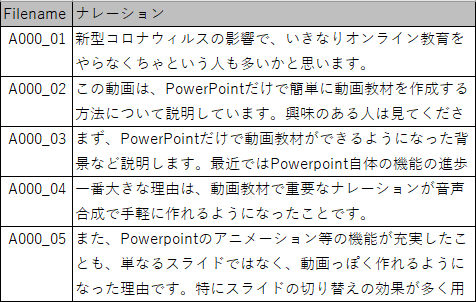 Filename ナレーション
A000_01 新型コロナウィルスの影響で、いきなりオンライン教育を
やらなくちゃという人も多いかと思います。
A000_02 この動画は、PowerPointだけで簡単に動画教材を作成する
方法について説明しています。興味のある人は見てくださ
A000_03 まず、PowerPointだけで動画教材ができるようになった背
景など説明します。最近ではPowerpoint自体の機能の進歩
A000_04 一番大きな理由は、動画教材で重要なナレーションが音声
合成で手軽に作れるようになったことです。
A000_05 また、Powerpointのアニメーション等の機能が充実したこ
とも、単なるスライドではなく、動画っぽく作れるように
なった理由です。特にスライドの切り替えの効果が多く用